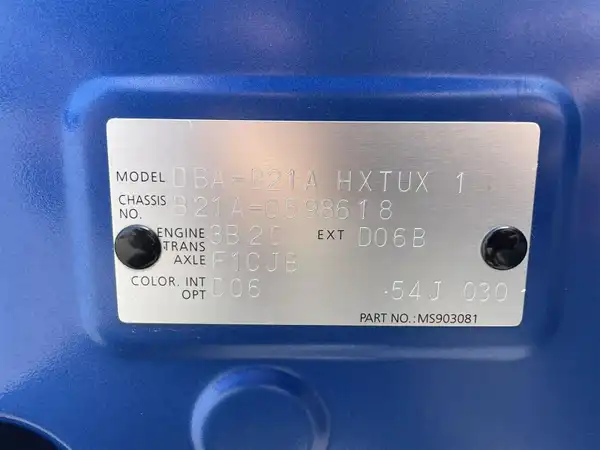 MODEL DBA-B21A HXTUX 1
CHASSIS NO. B21A-0598618
ENGINE 3B20 EXT D06B
TRANS
AXLE F1CJB
COLOR. INT D06
OPT 54J 030
PART NO.: MS903081